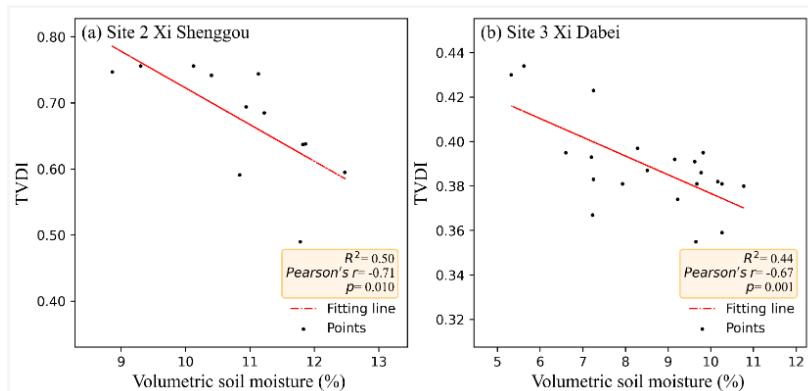 (a) Site 2 Xi Shenggou
0.80
0.70
0.60
0.50
0.40
TVDI
R²= 0.50
Pearson's r= -0.71
p= 0.010
Fitting line
Points
9 10 11 12 13
Volumetric soil moisture (%)
(b) Site 3 Xi Dabei
0.44
0.42
0.40
0.38
0.36
0.34
0.32
TVDI
R²= 0.44
Pearson's r= -0.67
p= 0.001
Fitting line
Points
5 6 7 8 9 10 11 12
Volumetric soil moisture (%)